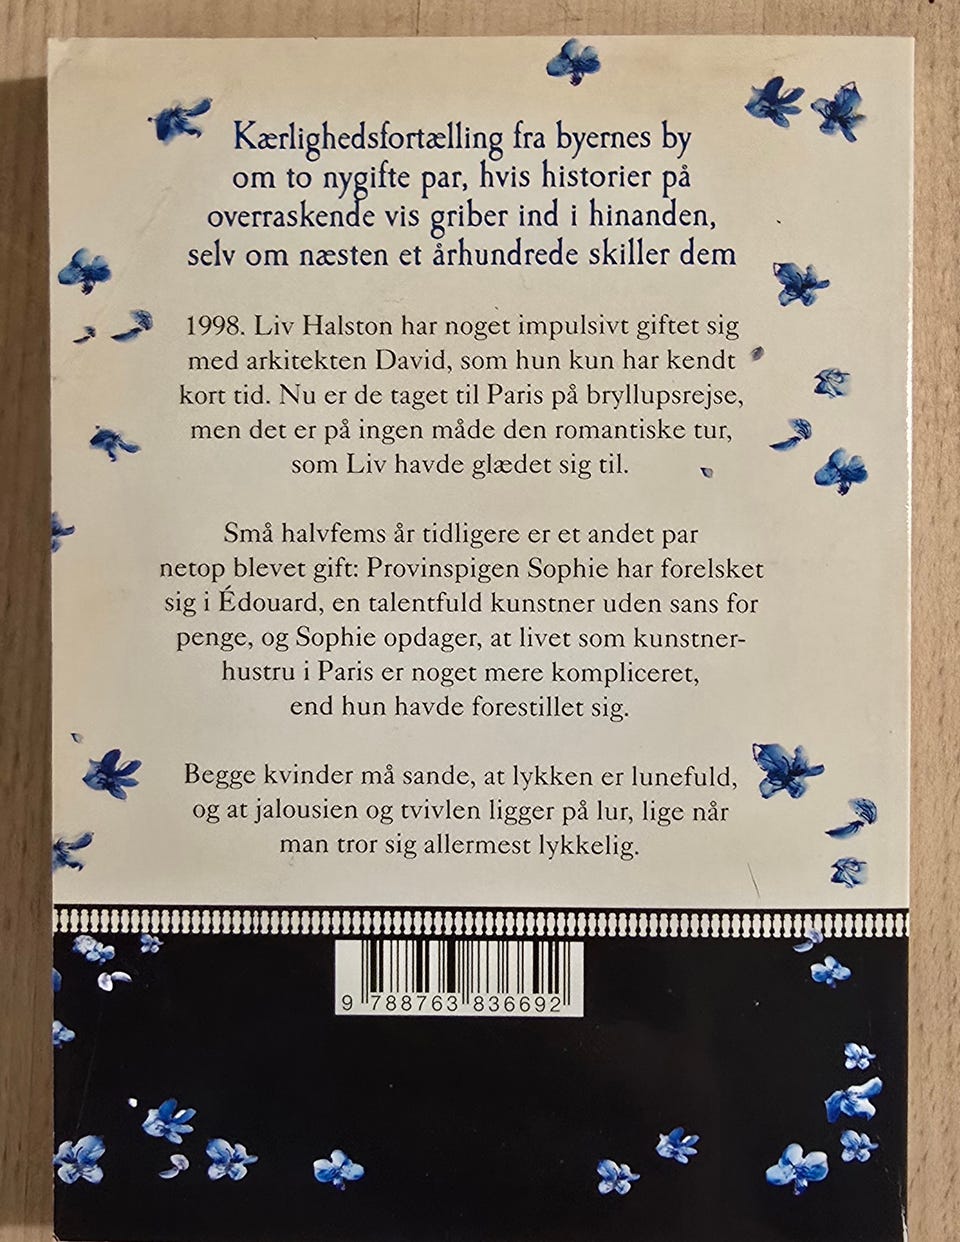 Kærlighedsfortælling fra byernes by
om to nygifte par, hvis historier på
overraskende vis griber ind i hinanden,
selv om næsten et århundrede skiller dem
1998. Liv Halston har noget impulsivt giftet sig
med arkitekten David, som hun kun har kendt
kort tid. Nu er de taget til Paris på bryllupsrejse,
men det er på ingen måde den romantiske tur,
som Liv havde glædet sig til.
Små halvfems år tidligere er et andet par
netop blevet gift: Provinspigen Sophie har forelsket
sig i Édouard, en talentfuld kunstner uden sans for
penge, og Sophie opdager, at livet som kunstner-
hustru i Paris er noget mere kompliceret,
end hun havde forestillet sig.
Begge kvinder må sande, at lykken er lunefuld,
og at jalousien og tvivlen ligger på lur, lige når
man tror sig allermest lykkelig.
9 788763 836692